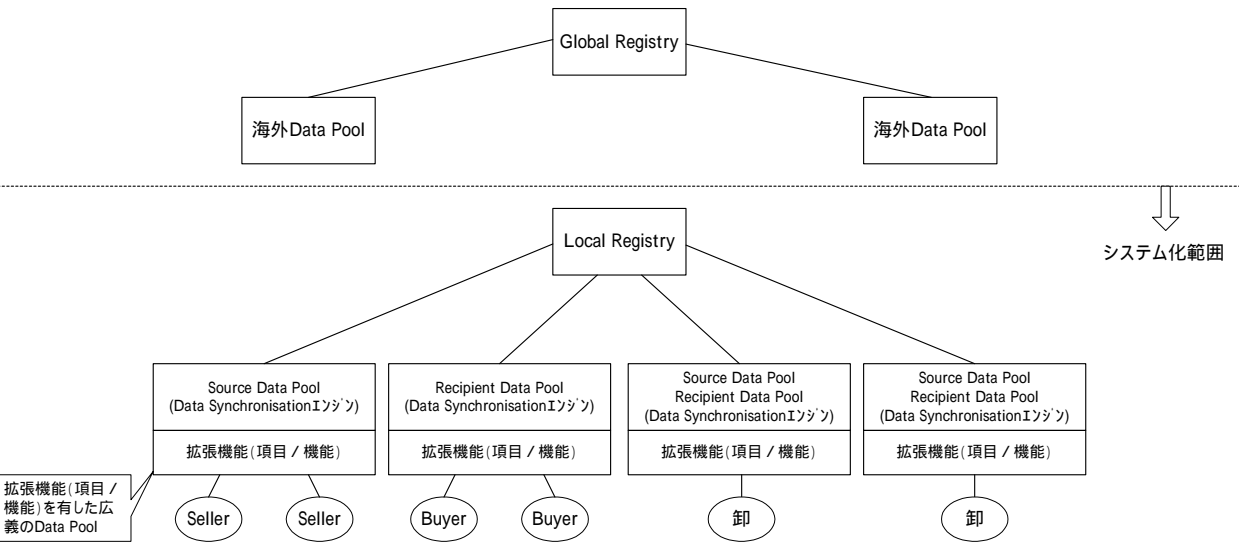 Global Registry
海外Data Pool
海外Data Pool
Local Registry
システム化範囲
Source Data Pool
(Data Synchronisationエンジン)
拡張機能(項目/機能)
Recipient Data Pool
(Data Synchronisationエンジン)
拡張機能(項目/機能)
Source Data Pool
Recipient Data Pool
(Data Synchronisationエンジン)
拡張機能(項目/機能)
Source Data Pool
Recipient Data Pool
(Data Synchronisationエンジン)
拡張機能(項目/機能)
拡張機能(項目/
機能)を有した広
義のData Pool
Seller
Seller
Buyer
Buyer
卸
卸